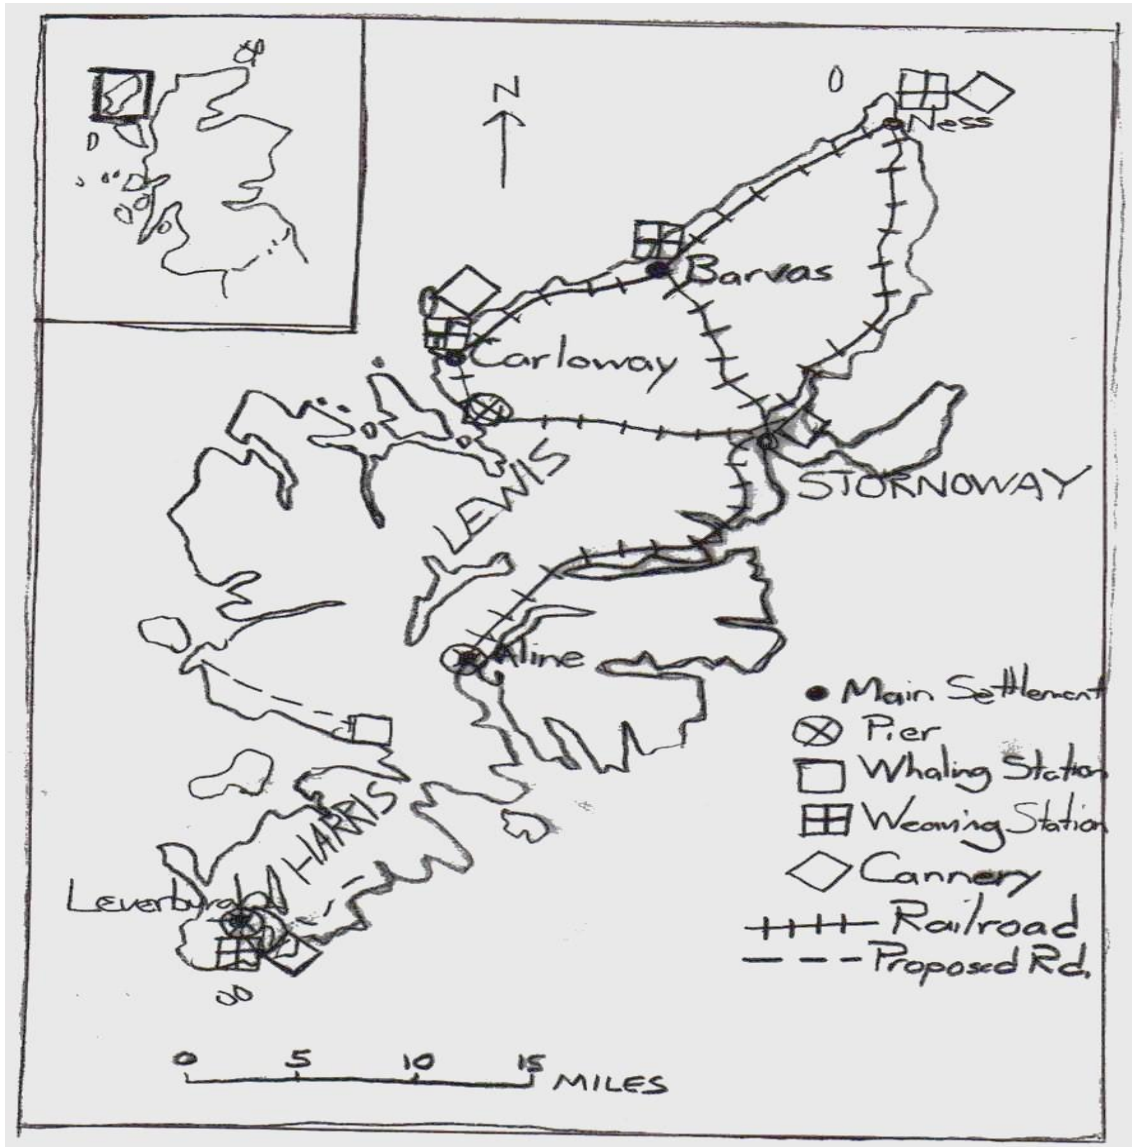 N
Ness
Barvas
Carloway
LEWIS
STORNOWAY
Aline
Main Settlement
Pier
Whaling Station
HARRIS
Weaving Station
Cannery
Leverburgh
Railroad
Proposed Rd.
0 5 10 15
MILES